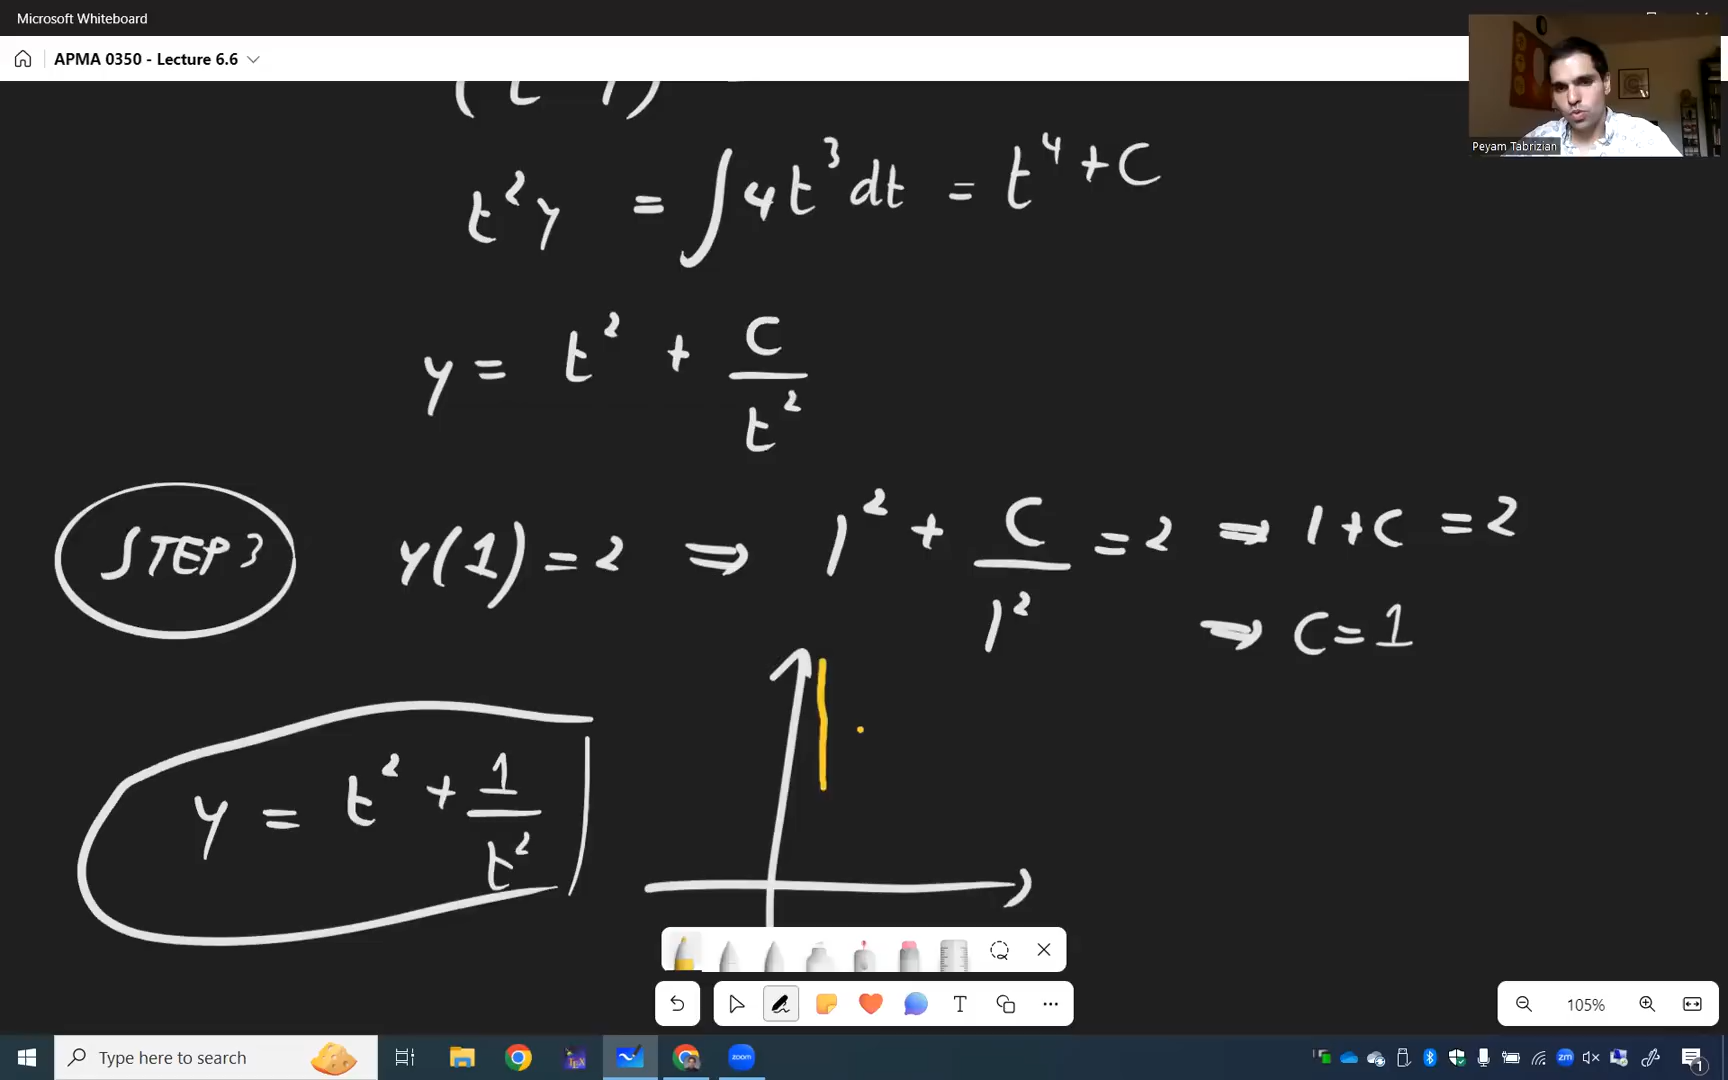 Microsoft Whiteboard
APMA 0350 - Lecture 6.6
Peyam Tabrizian
t²y = ∫4t³dt = t⁴ + C
y = t² + C/t²
STEP 3
y(1) = 2 ⇒ 1² + C/1² = 2 ⇒ 1 + C = 2
⇒ C = 1
y = t² + 1/t²
T
105%
Type here to search
zoom